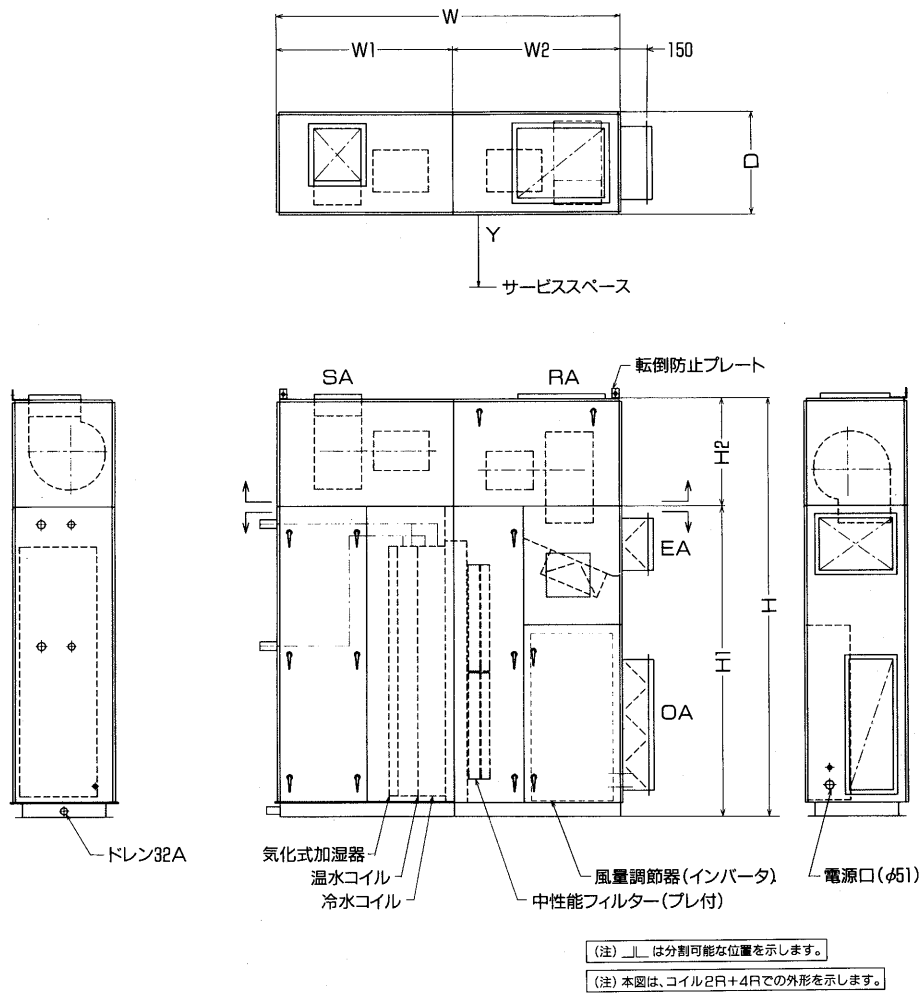 W
W1
W2
150
D
Y
サービススペース
転倒防止プレート
SA
RA
H2
EA
H
H1
OA
ドレン32A
気化式加湿器
温水コイル
冷水コイル
風量調節器(インバータ)
中性能フィルター(プレ付)
電源口(φ51)
(注) は分割可能な位置を示します。
(注)本図は、コイル2R+4Rでの外形を示します。